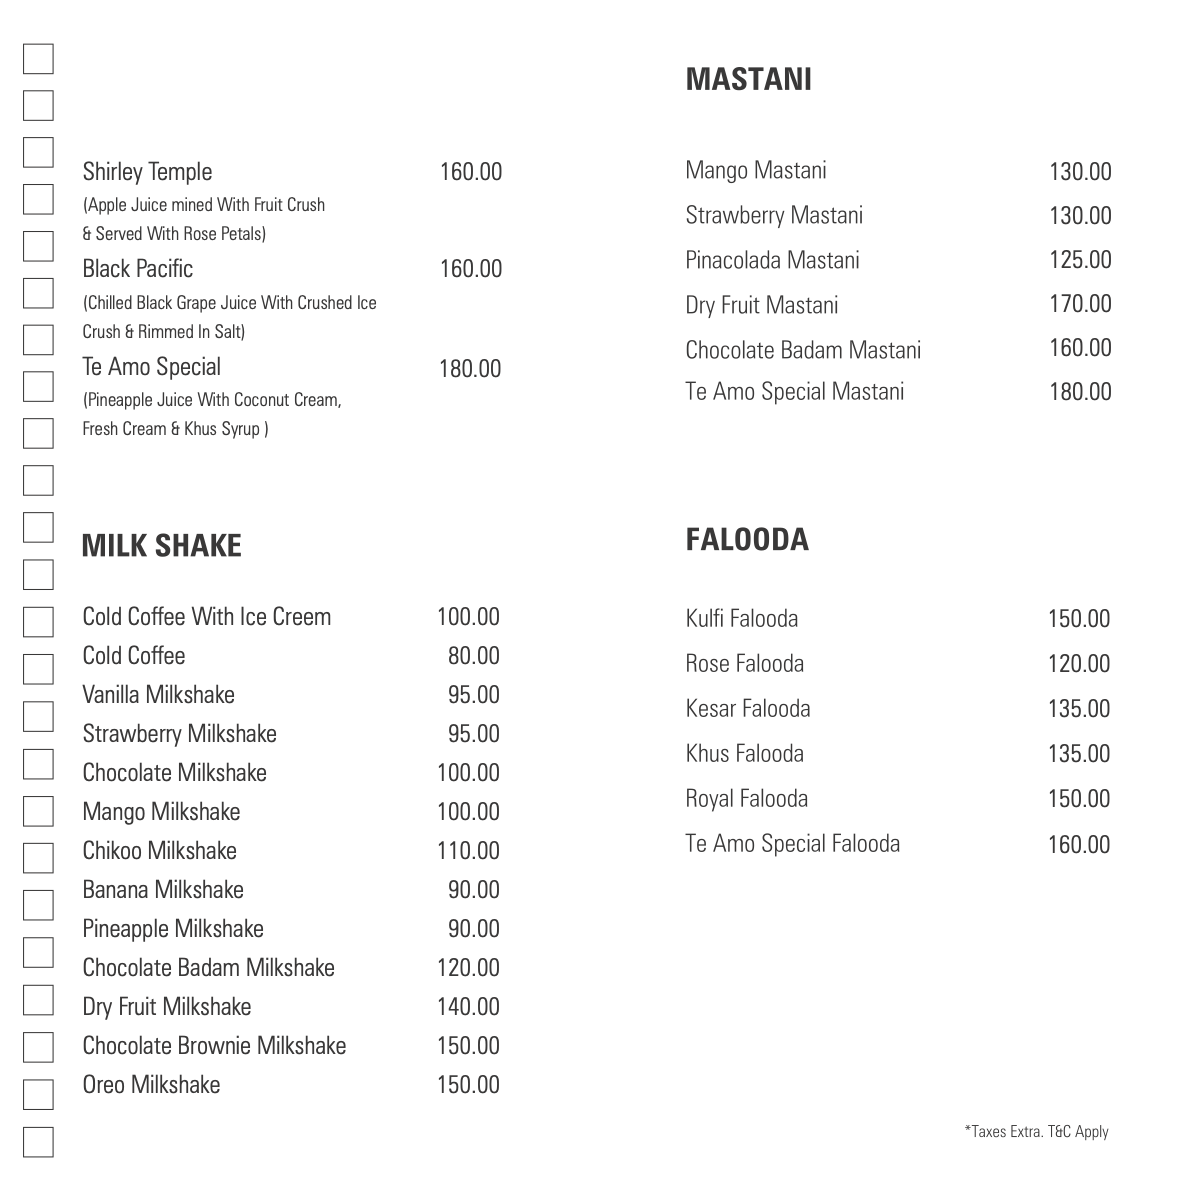 Shirley Temple 160.00
(Apple Juice mined With Fruit Crush
& Served With Rose Petals)
Black Pacific 160.00
(Chilled Black Grape Juice With Crushed Ice
Crush & Rimmed In Salt)
Te Amo Special 180.00
(Pineapple Juice With Coconut Cream,
Fresh Cream & Khus Syrup )
MILK SHAKE
Cold Coffee With Ice Creem 100.00
Cold Coffee 80.00
Vanilla Milkshake 95.00
Strawberry Milkshake 95.00
Chocolate Milkshake 100.00
Mango Milkshake 100.00
Chikoo Milkshake 110.00
Banana Milkshake 90.00
Pineapple Milkshake 90.00
Chocolate Badam Milkshake 120.00
Dry Fruit Milkshake 140.00
Chocolate Brownie Milkshake 150.00
Oreo Milkshake 150.00
MASTANI
Mango Mastani 130.00
Strawberry Mastani 130.00
Pinacolada Mastani 125.00
Dry Fruit Mastani 170.00
Chocolate Badam Mastani 160.00
Te Amo Special Mastani 180.00
FALOODA
Kulfi Falooda 150.00
Rose Falooda 120.00
Kesar Falooda 135.00
Khus Falooda 135.00
Royal Falooda 150.00
Te Amo Special Falooda 160.00
*Taxes Extra. T&C Apply